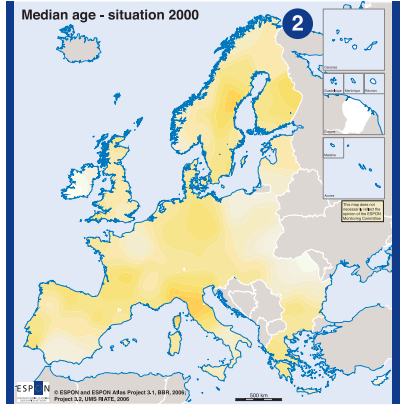 Median age - situation 2000
2
Canarias
Guadeloupe Martinique Réunion
Guyane
Madeira
Acores
This map does not
necessarily reflect the
opinion of the ESPON
Monitoring Committee
ESPON
© ESPON and ESPON Atlas Project 3.1, BBR, 2006;
Project 3.2, UMS RIATE, 2006
500 km